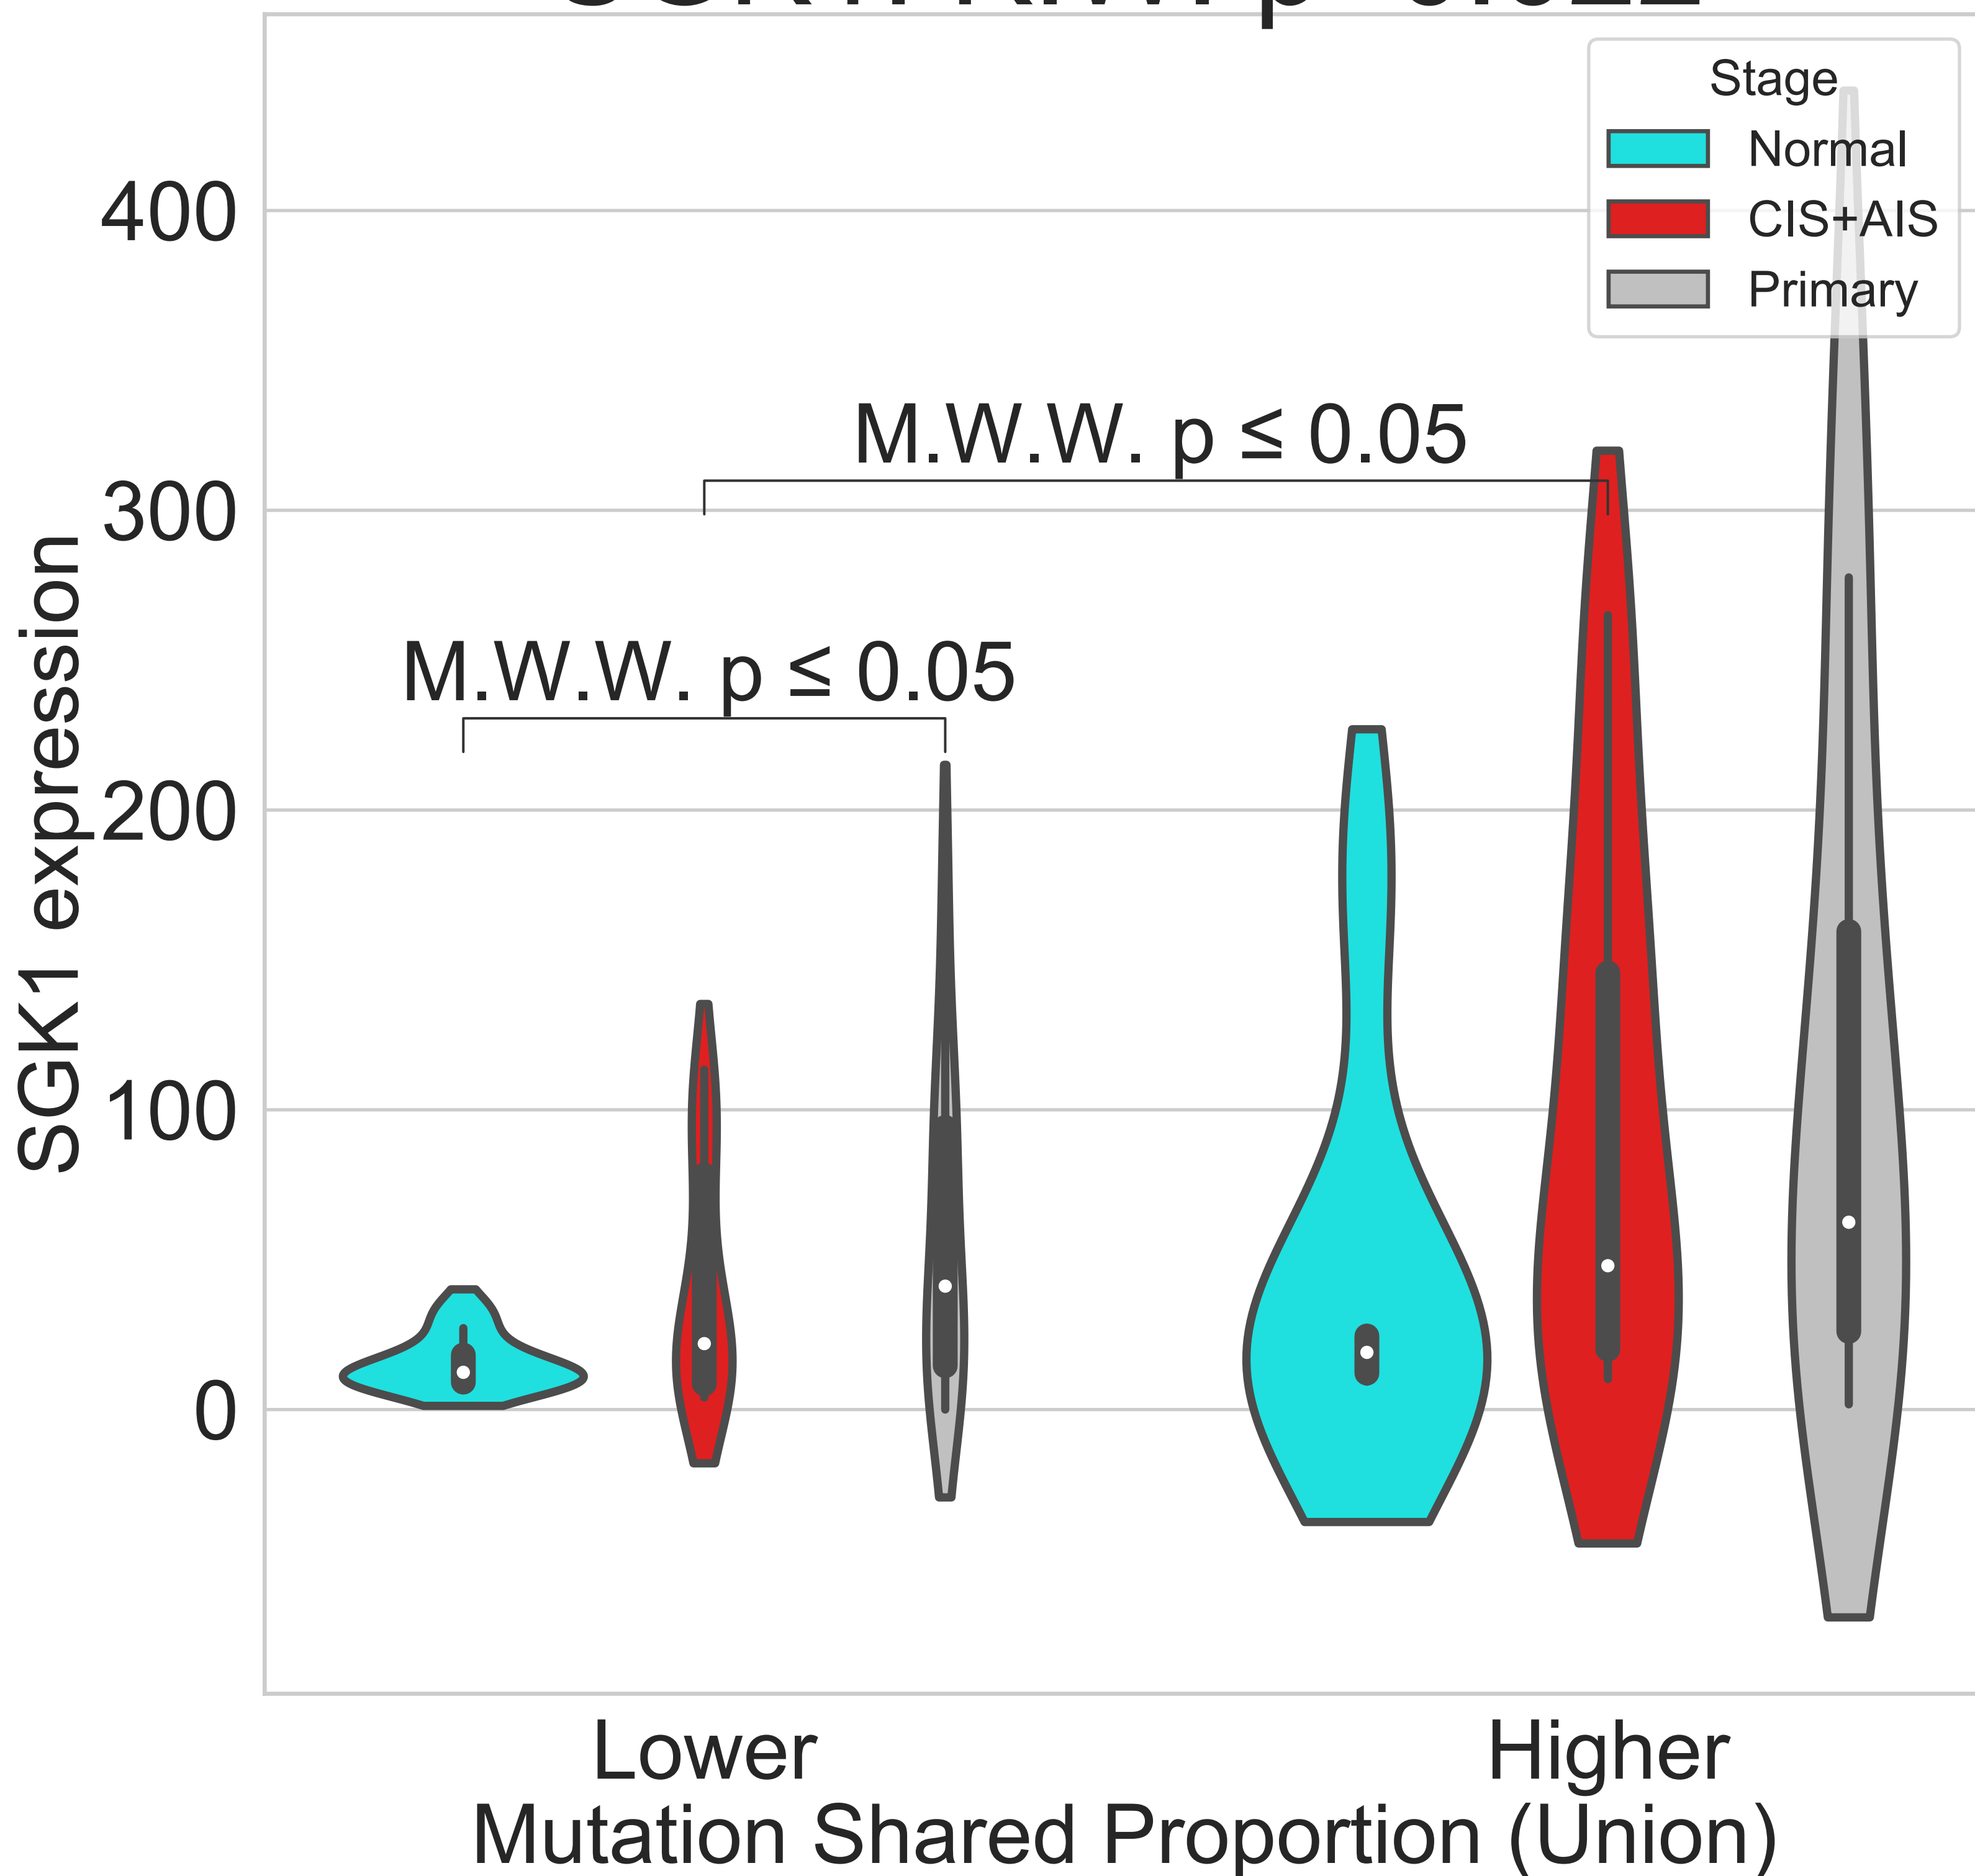 Stage
Normal
CIS+AIS
Primary
400
300
200
100
0
SGK1 expression
M.W.W. p ≤ 0.05
M.W.W. p ≤ 0.05
Lower
Higher
Mutation Shared Proportion (Union)